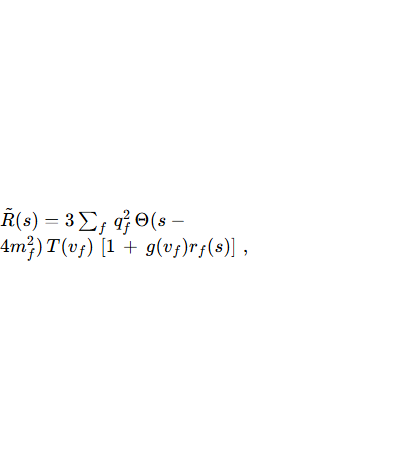 R̃(s) = 3 ∑_f q_f^2 Θ(s −
4m_f^2) T(v_f) [1 + g(v_f)r_f(s)] ,